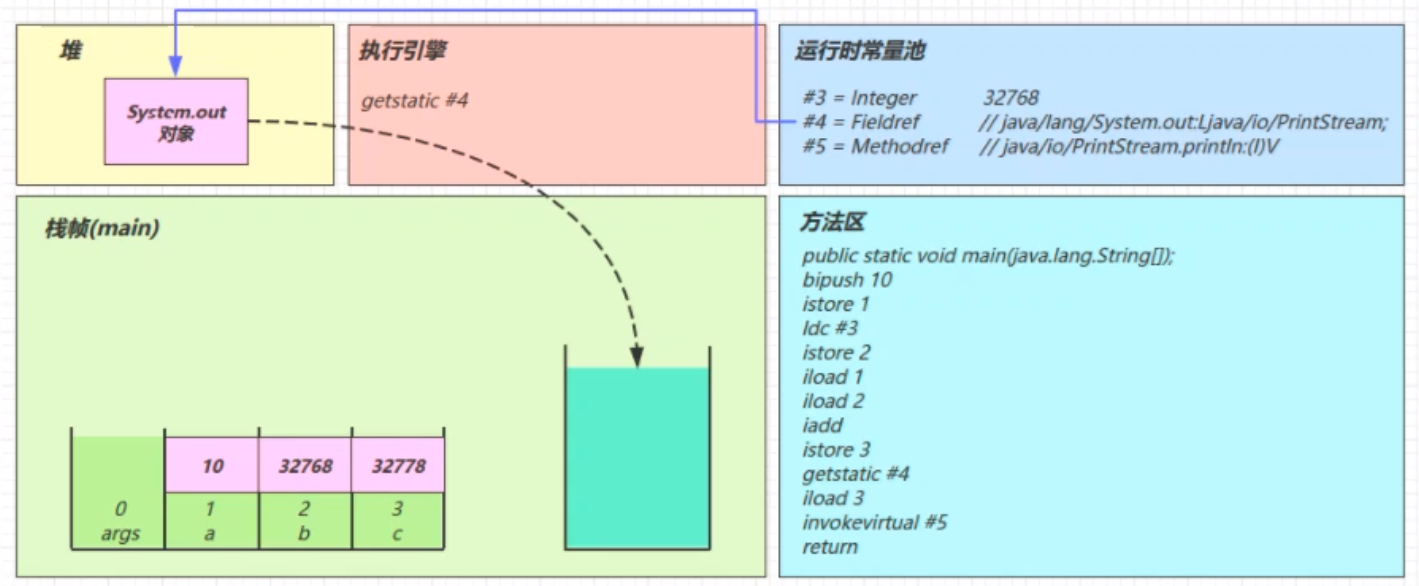 堆
System.out
对象
执行引擎
getstatic #4
运行时常量池
#3 = Integer 32768
#4 = Fieldref // java/lang/System.out:Ljava/io/PrintStream;
#5 = Methodref // java/io/PrintStream.println:(I)V
栈帧(main)
10 32768 32778
0 1 2 3
args a b c
方法区
public static void main(java.lang.String[]);
bipush 10
istore 1
ldc #3
istore 2
iload 1
iload 2
iadd
istore 3
getstatic #4
iload 3
invokevirtual #5
return